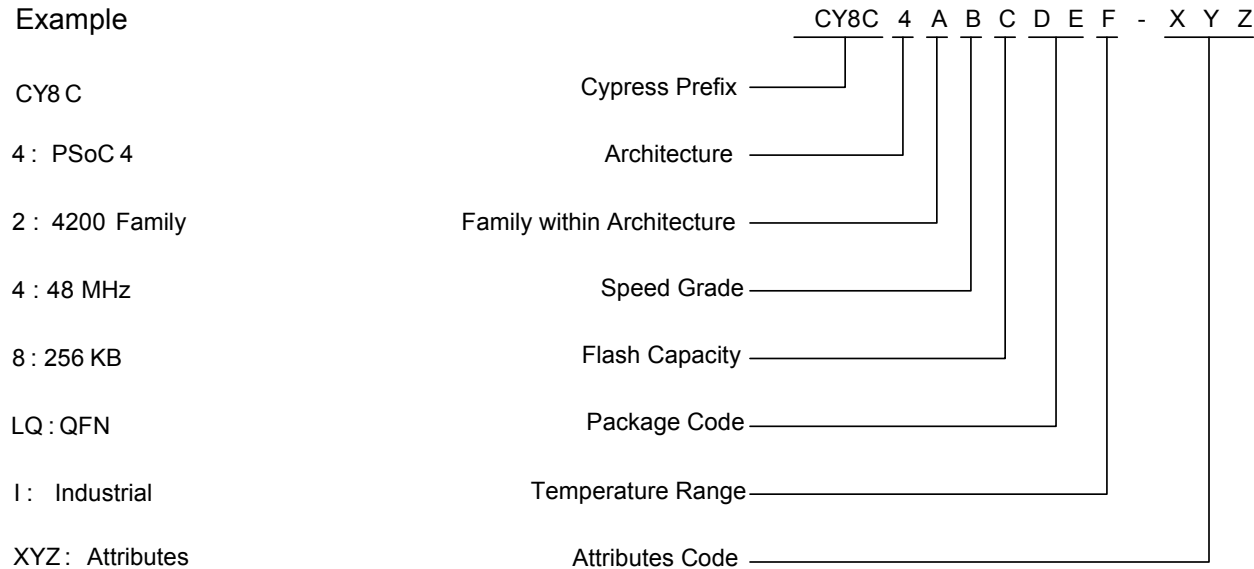 Example
CY8C 4 A B C D E F - X Y Z
CY8 C
Cypress Prefix
4 : PSoC 4
Architecture
2 : 4200 Family
Family within Architecture
4 : 48 MHz
Speed Grade
8 : 256 KB
Flash Capacity
LQ : QFN
Package Code
I : Industrial
Temperature Range
XYZ : Attributes
Attributes Code